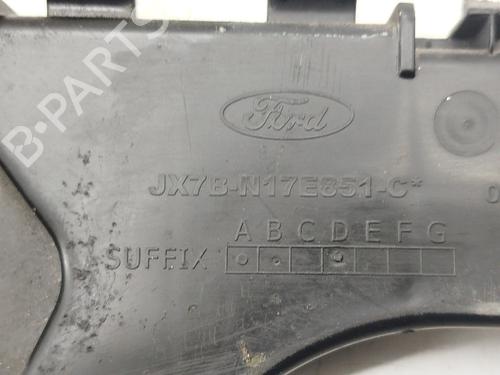 B-PARTS
Ford
JX7B-N17E851-C*
A B C D E F G
SUFFIX